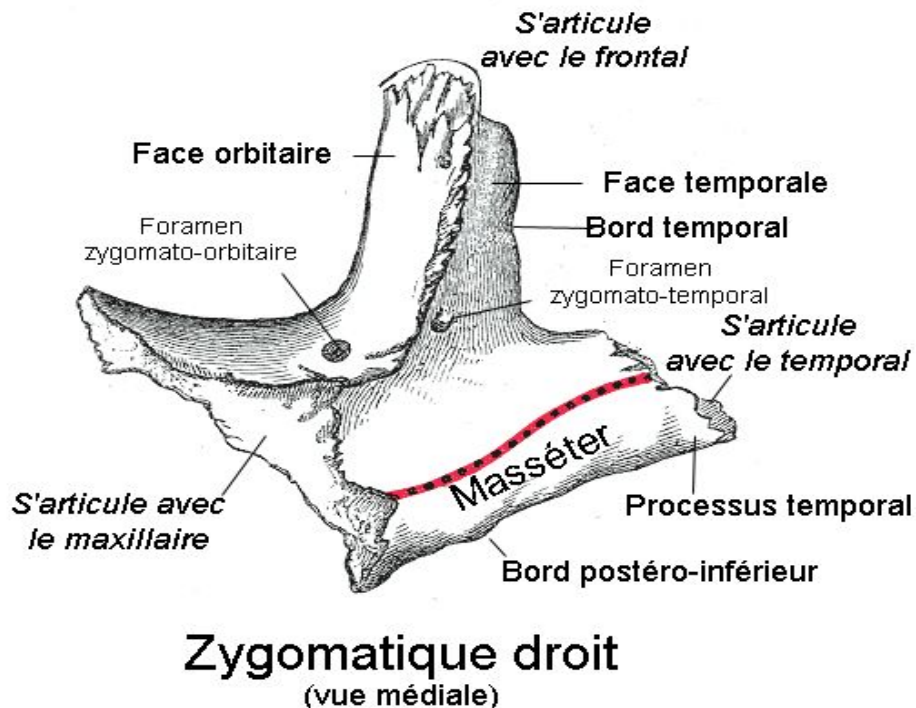 S'articule
avec le frontal
Face orbitaire
Face temporale
Bord temporal
Foramen
zygomato-orbitaire
Foramen
zygomato-temporal
S'articule
avec le temporal
Masséter
S'articule avec
le maxillaire
Processus temporal
Bord postéro-inférieur
Zygomatique droit
(vue médiale)